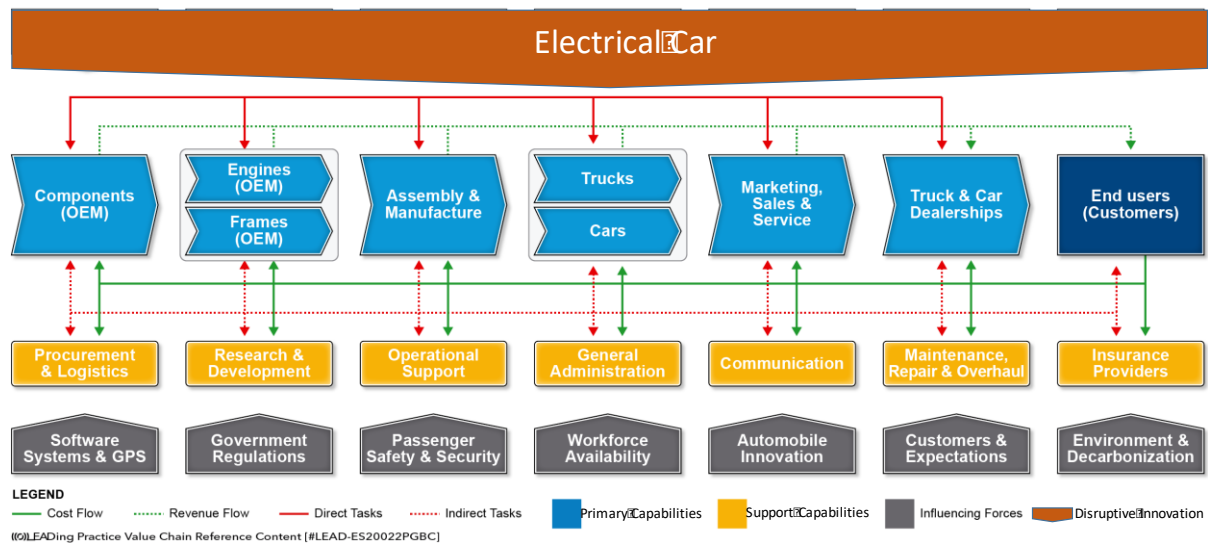 Electrical Car
Components
(OEM)
Engines
(OEM)
Frames
(OEM)
Assembly &
Manufacture
Trucks
Cars
Marketing,
Sales &
Service
Truck & Car
Dealerships
End users
(Customers)
Procurement
& Logistics
Research &
Development
Operational
Support
General
Administration
Communication
Maintenance,
Repair & Overhaul
Insurance
Providers
Software
Systems & GPS
Government
Regulations
Passenger
Safety & Security
Workforce
Availability
Automobile
Innovation
Customers &
Expectations
Environment &
Decarbonization
LEGEND
Cost Flow
Revenue Flow
Direct Tasks
Indirect Tasks
Primary Capabilities
Support Capabilities
Influencing Forces
Disruptive Innovation
LEADing Practice Value Chain Reference Content [#LEAD-ES20022PGBC]